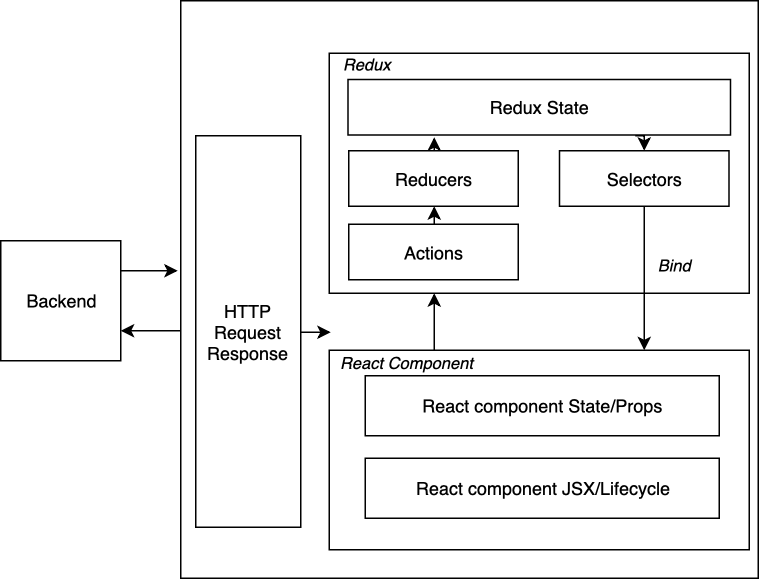 Redux
Redux State
Reducers
Selectors
Actions
Bind
Backend
HTTP
Request
Response
React Component
React component State/Props
React component JSX/Lifecycle